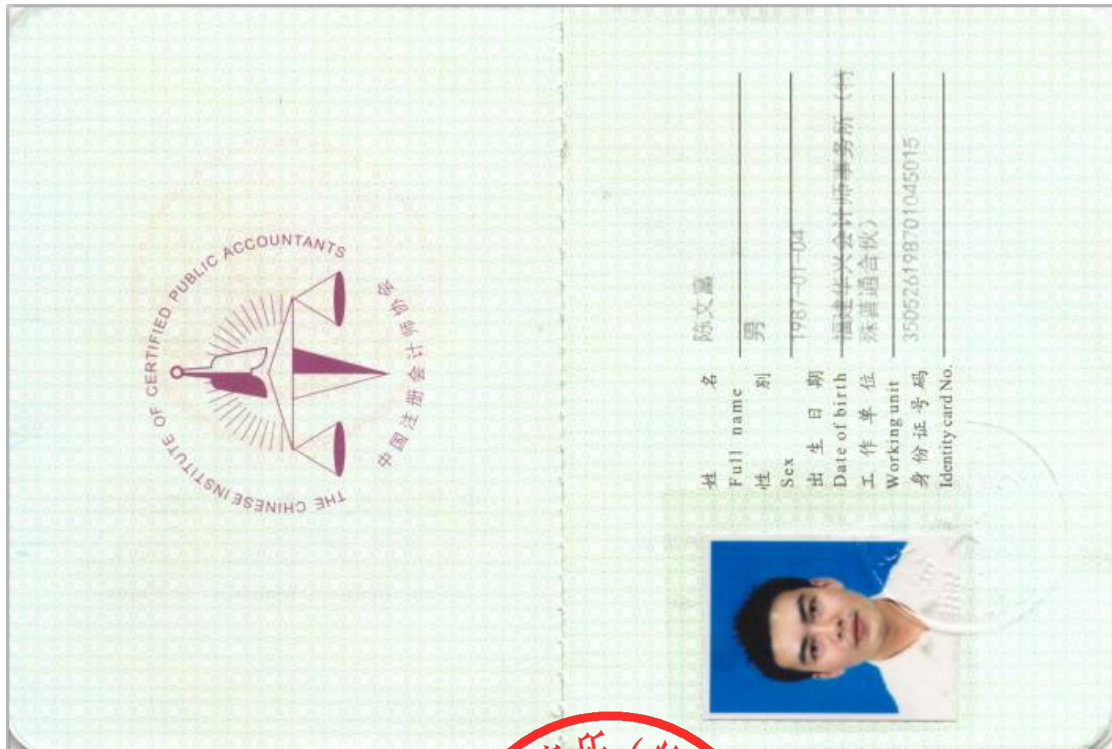 THE CHINESE INSTITUTE OF CERTIFIED PUBLIC ACCOUNTANTS
中国注册会计师协会
姓 名 陈文富
Full name
性 别 男
Sex
出 生 日 期 1987-01-04
Date of birth
工 作 单 位 福建华兴会计师事务所（特
Working unit 殊普通合伙）
身 份 证 号 码 350526198701045015
Identity card No.